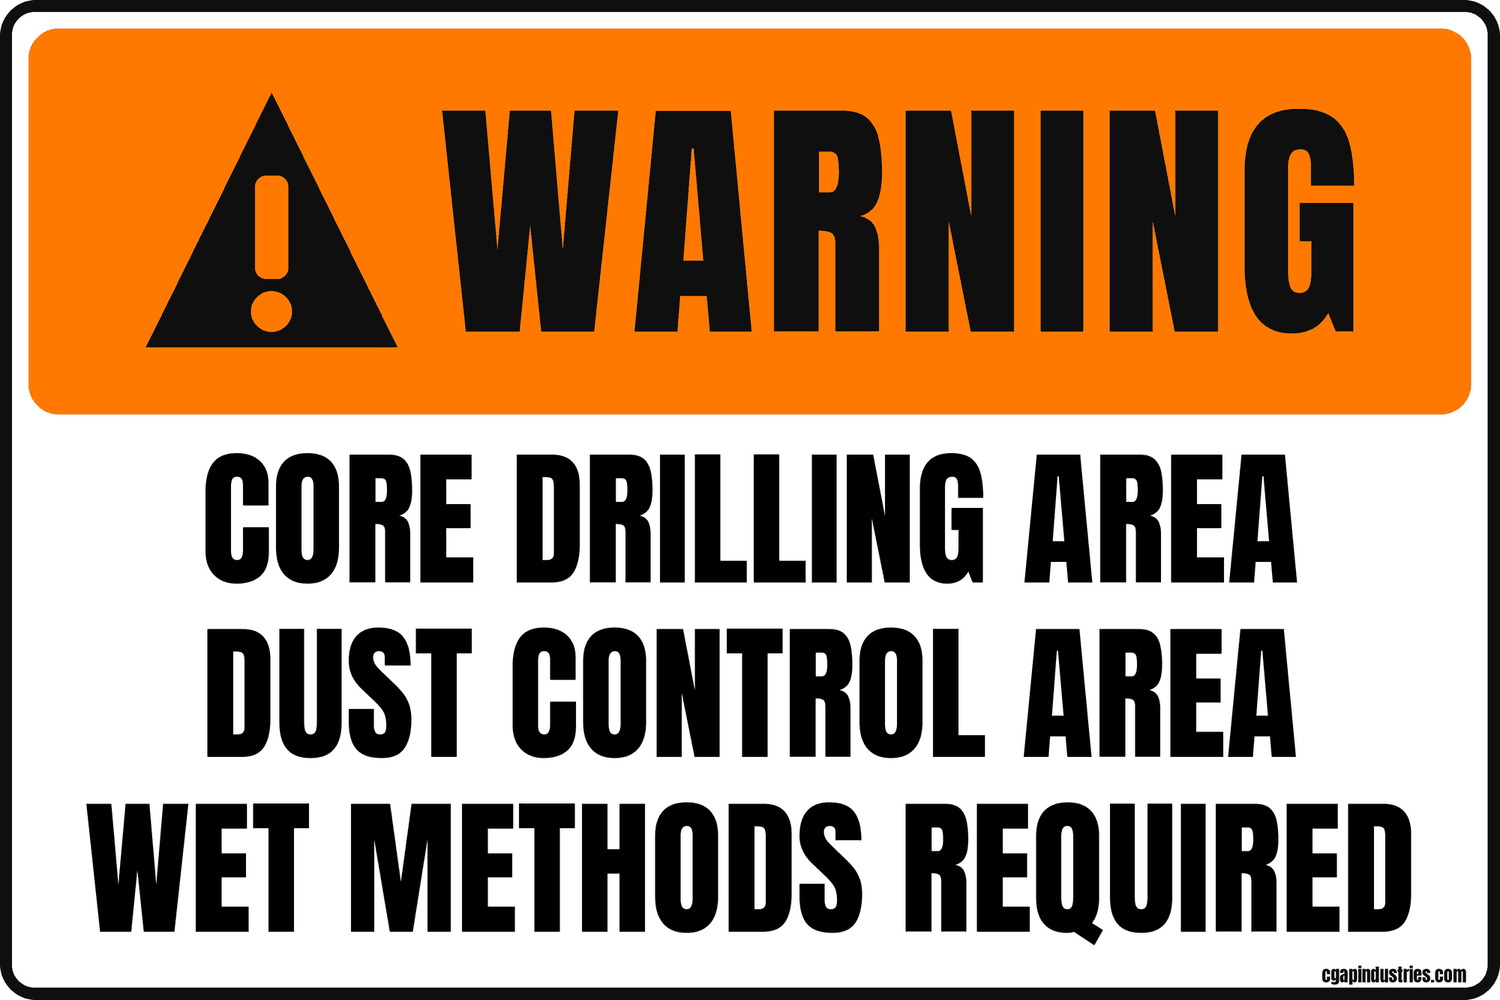 WARNING
CORE DRILLING AREA
DUST CONTROL AREA
WET METHODS REQUIRED
cgapindustries.com